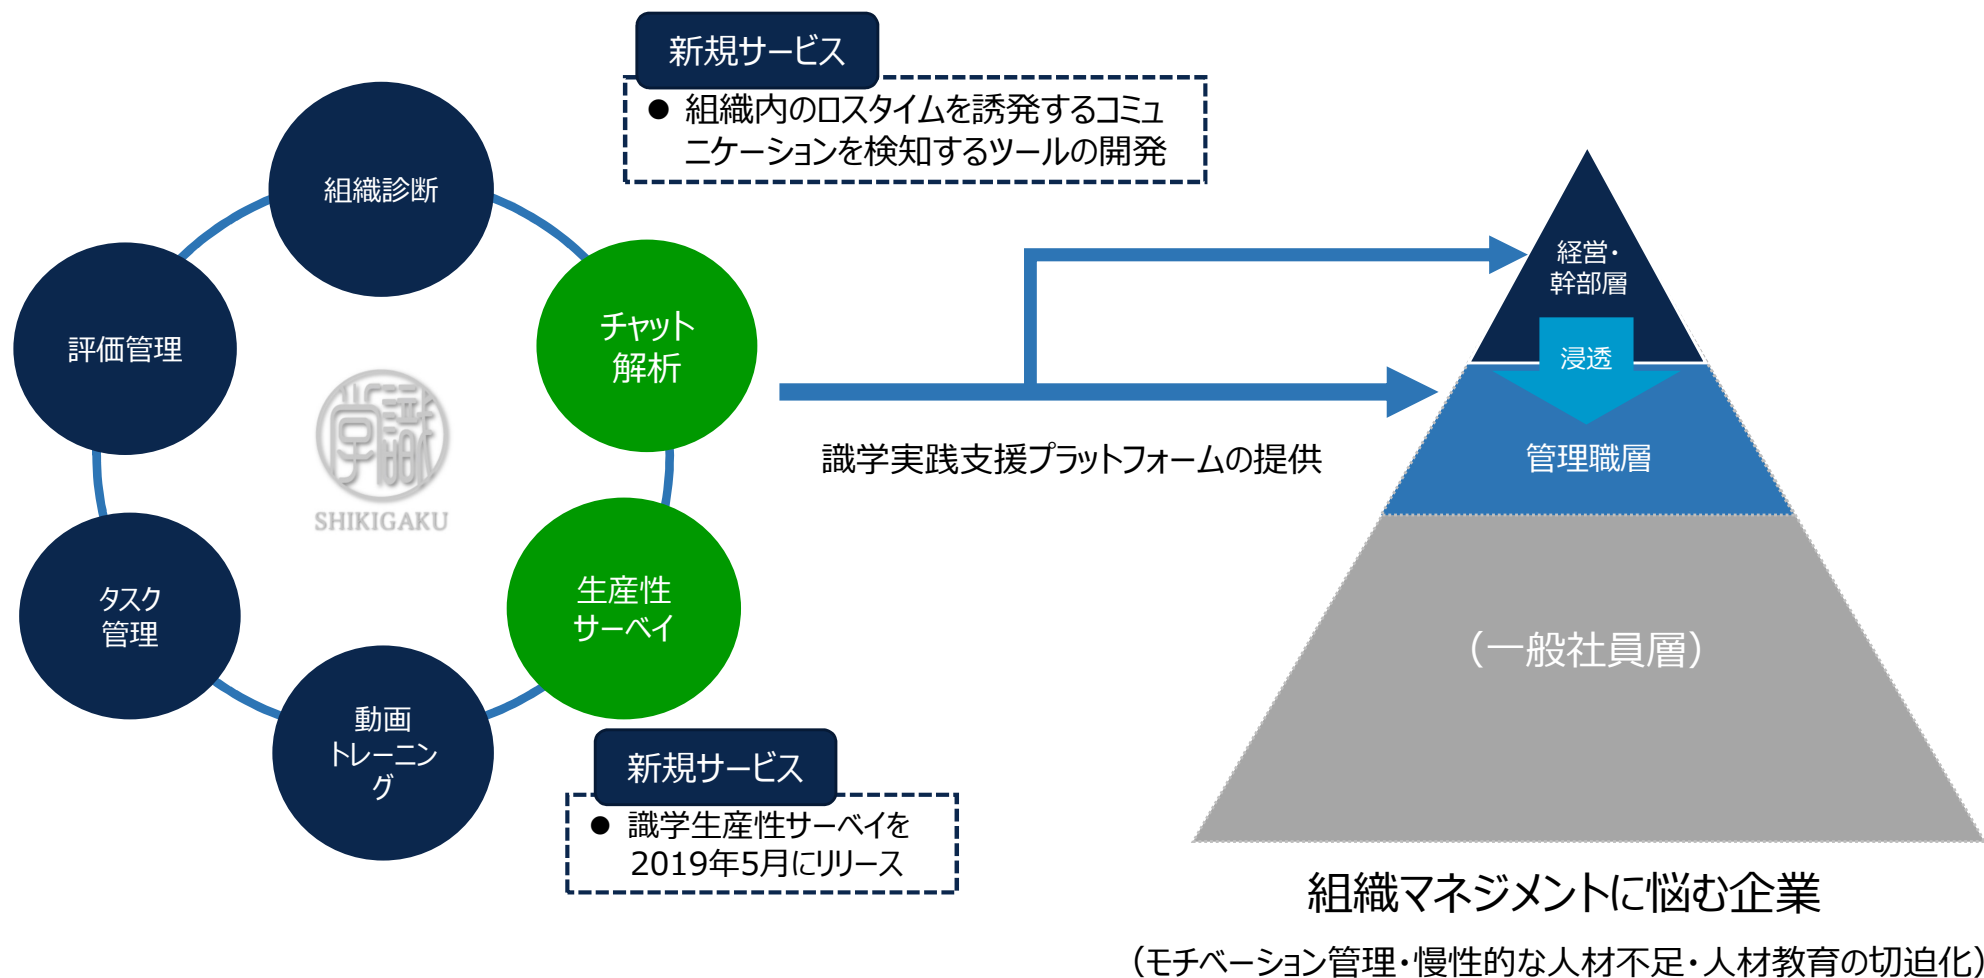 新規サービス
● 組織内のロスタイムを誘発するコミュ
ニケーションを検知するツールの開発
組織診断
チャット
解析
評価管理
識学
SHIKIGAKU
タスク
管理
生産性
サーベイ
動画
トレーニン
グ
新規サービス
● 識学生産性サーベイを
2019年5月にリリース
識学実践支援プラットフォームの提供
経営・
幹部層
浸透
管理職層
（一般社員層）
組織マネジメントに悩む企業
（モチベーション管理・慢性的な人材不足・人材教育の切迫化）